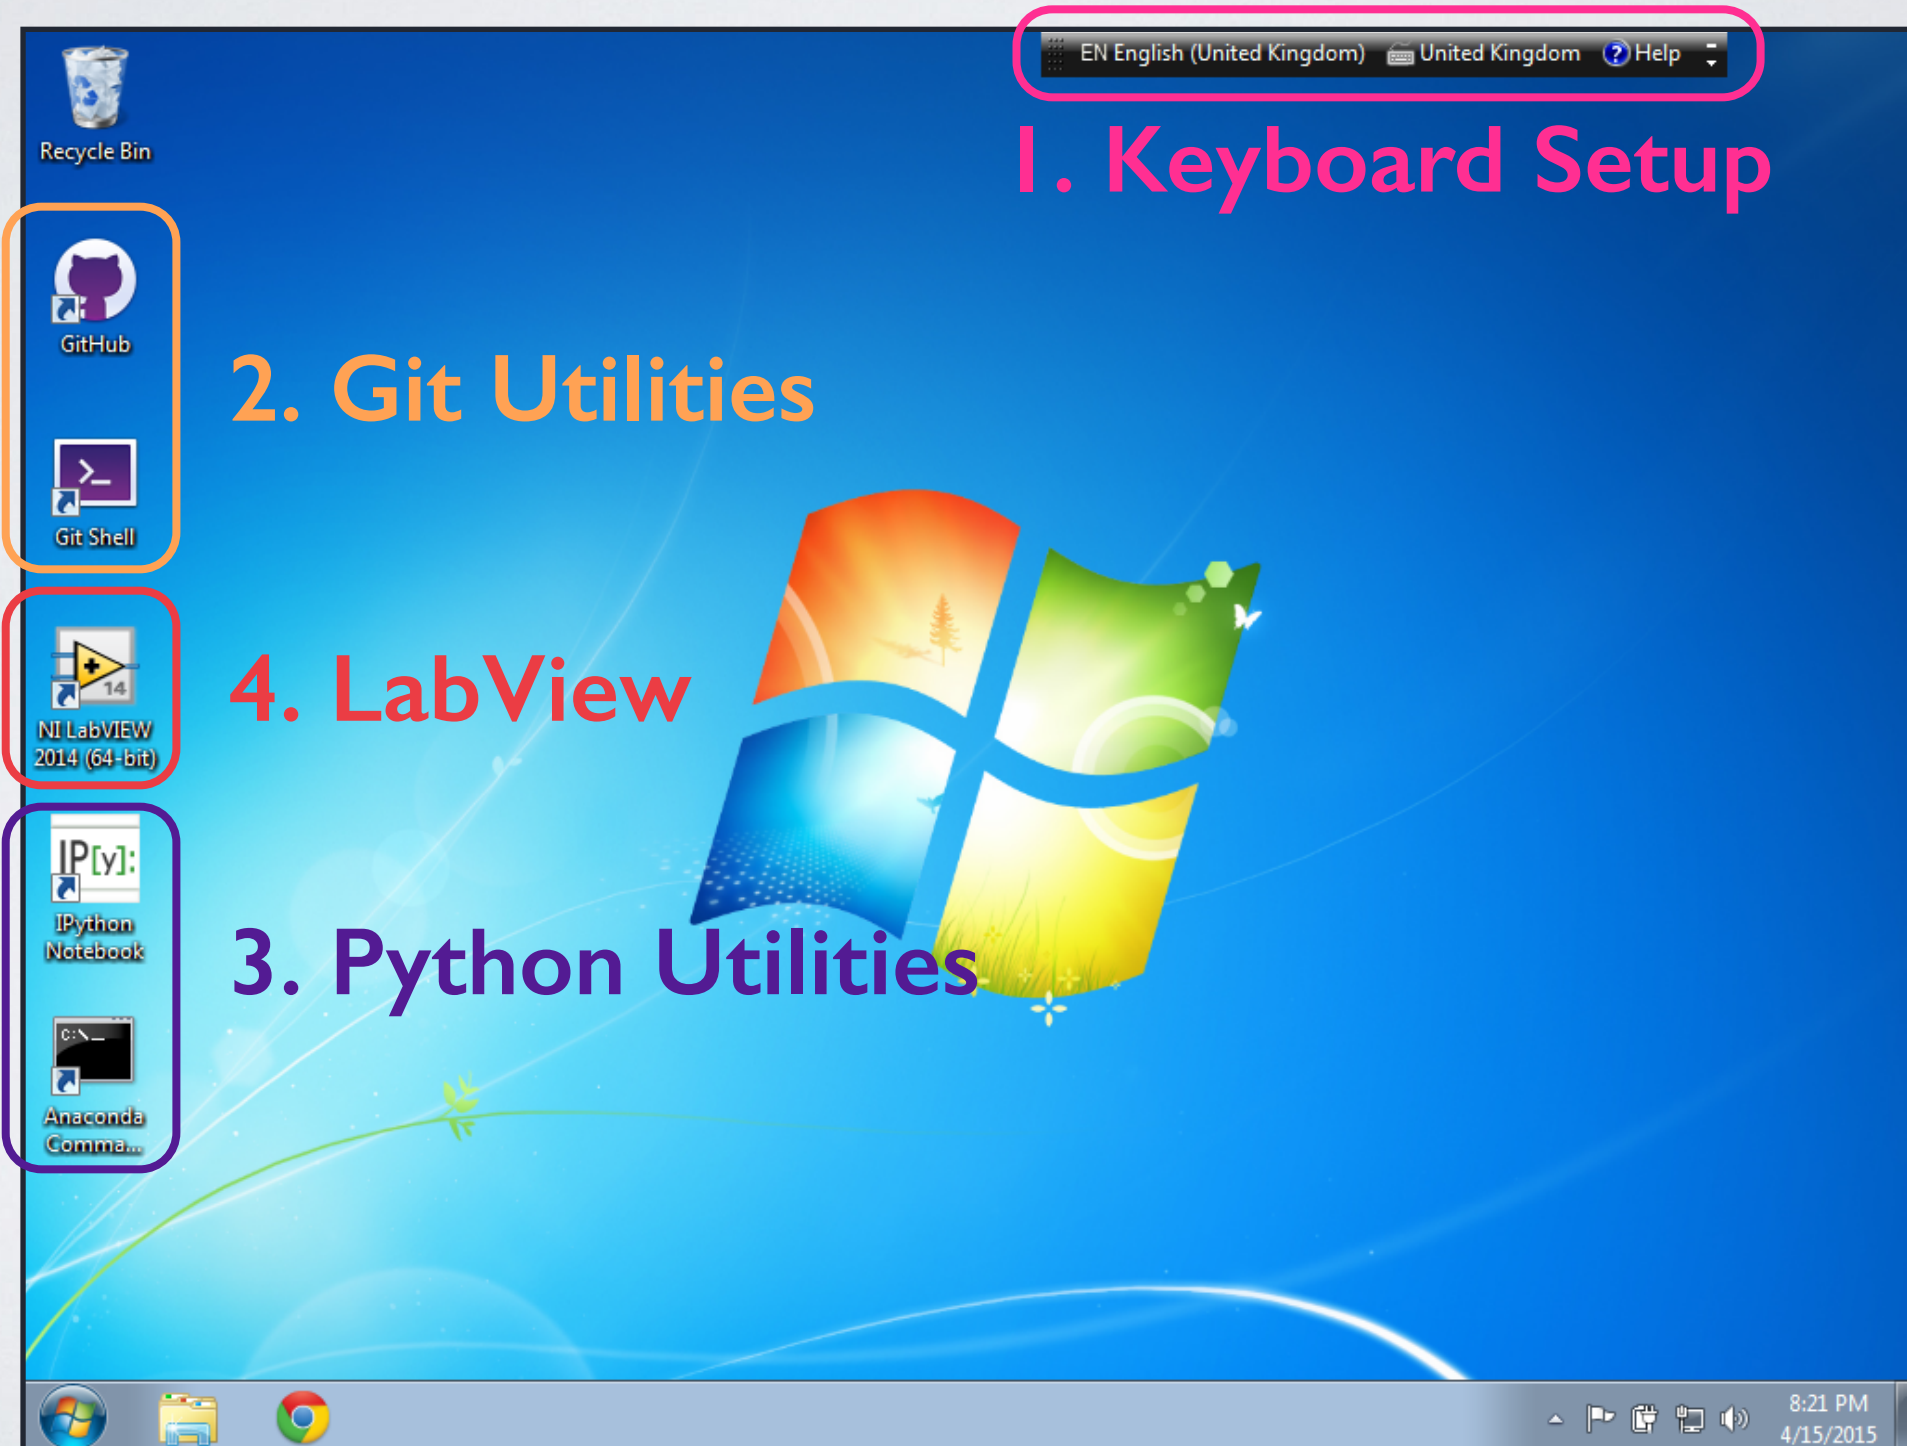 EN English (United Kingdom) United Kingdom ? Help
1. Keyboard Setup
Recycle Bin
GitHub
2. Git Utilities
>_
Git Shell
4. LabView
14
NI LabVIEW
2014 (64-bit)
IP[y]:
IPython
Notebook
3. Python Utilities
C:\_
Anaconda
Comma...
8:21 PM
4/15/2015